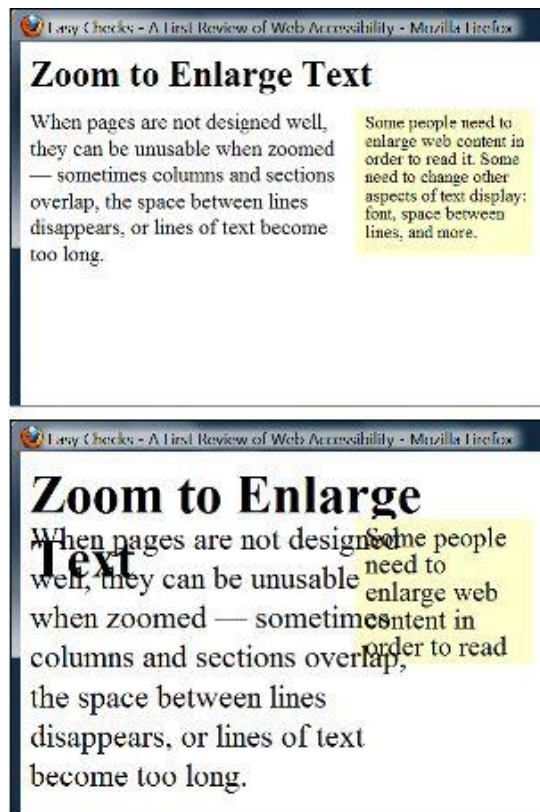 Easy Checks - A First Review of Web Accessibility - Mozilla Firefox
Zoom to Enlarge Text
When pages are not designed well,
they can be unusable when zoomed
— sometimes columns and sections
overlap, the space between lines
disappears, or lines of text become
too long.
Some people need to
enlarge web content in
order to read it. Some
need to change other
aspects of text display:
font, space between
lines, and more.
Easy Checks - A First Review of Web Accessibility - Mozilla Firefox
Zoom to Enlarge
Text
When pages are not designed
well, they can be unusable
when zoomed — sometimes
columns and sections overlap,
the space between lines
disappears, or lines of text
become too long.
Some people
need to
enlarge web
content in
order to read